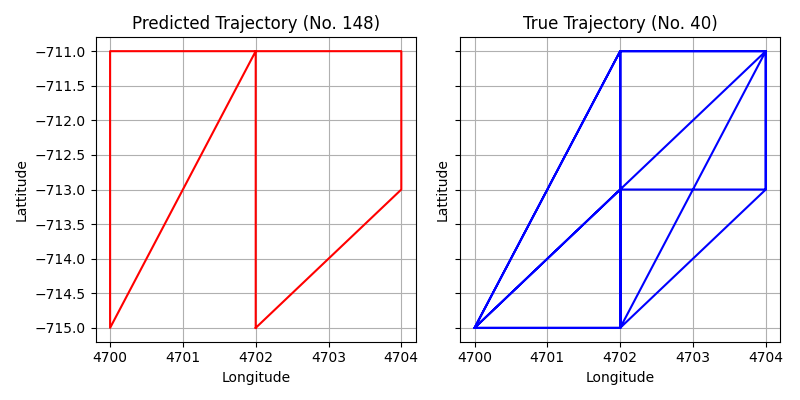 Predicted Trajectory (No. 148)
True Trajectory (No. 40)
Lattitude
−711.0
−711.5
−712.0
−712.5
−713.0
−713.5
−714.0
−714.5
−715.0
4700 4701 4702 4703 4704
Longitude
Lattitude
4700 4701 4702 4703 4704
Longitude